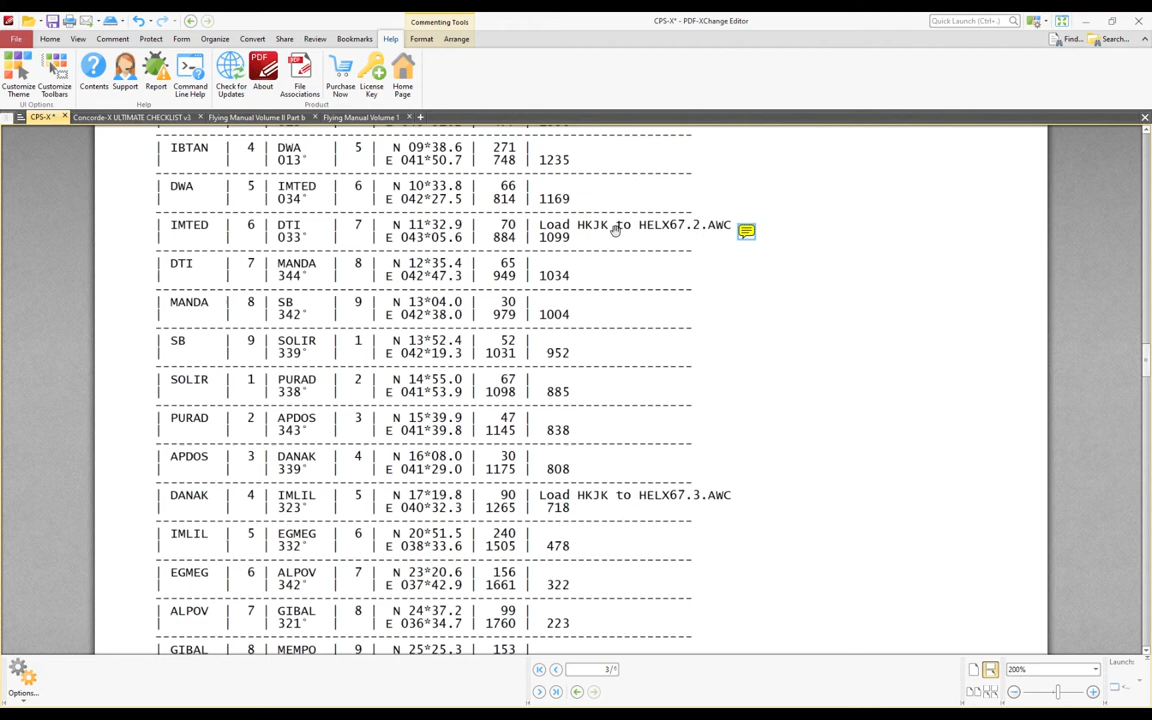 Commenting Tools
CPS-X* - PDF-XChange Editor
Quick Launch (Ctrl+.)
File Home View Comment Protect Form Organize Convert Share Review Bookmarks Help Format Arrange Find... Search...
Customize Theme
Customize Toolbars
Contents
Support
Report
Command Line Help
Check for Updates
PDF
About
File Associations
Purchase Now
License Key
Home Page
UI Options
Help
Product
CPS-X* Concorde-X ULTIMATE CHECKLIST v3 Flying Manual Volume II Part b Flying Manual Volume 1
| IBTAN | 4 | DWA | 5 | N 09*38.6 | 271 |
013° E 041*50.7 | 748 | 1235
| DWA | 5 | IMTED | 6 | N 10*33.8 | 66 |
034° E 042*27.5 | 814 | 1169
| IMTED | 6 | DTI | 7 | N 11*32.9 | 70 | Load HKJK to HELX67.2.AWC
033° E 043*05.6 | 884 | 1099
| DTI | 7 | MANDA | 8 | N 12*35.4 | 65 |
344° E 042*47.3 | 949 | 1034
| MANDA | 8 | SB | 9 | N 13*04.0 | 30 |
342° E 042*38.0 | 979 | 1004
| SB | 9 | SOLIR | 1 | N 13*52.4 | 52 |
339° E 042*19.3 | 1031 | 952
| SOLIR | 1 | PURAD | 2 | N 14*55.0 | 67 |
338° E 041*53.9 | 1098 | 885
| PURAD | 2 | APDOS | 3 | N 15*39.9 | 47 |
343° E 041*39.8 | 1145 | 838
| APDOS | 3 | DANAK | 4 | N 16*08.0 | 30 |
339° E 041*29.0 | 1175 | 808
| DANAK | 4 | IMLIL | 5 | N 17*19.8 | 90 | Load HKJK to HELX67.3.AWC
323° E 040*32.3 | 1265 | 718
| IMLIL | 5 | EGMEG | 6 | N 20*51.5 | 240 |
332° E 038*33.6 | 1505 | 478
| EGMEG | 6 | ALPOV | 7 | N 23*20.6 | 156 |
342° E 037*42.9 | 1661 | 322
| ALPOV | 7 | GIBAL | 8 | N 24*37.2 | 99 |
321° E 036*34.7 | 1760 | 223
| GIBAL | 8 | MEMPO | 9 | N 25*25.3 | 153 |
Options...
3/
200%
Launch: